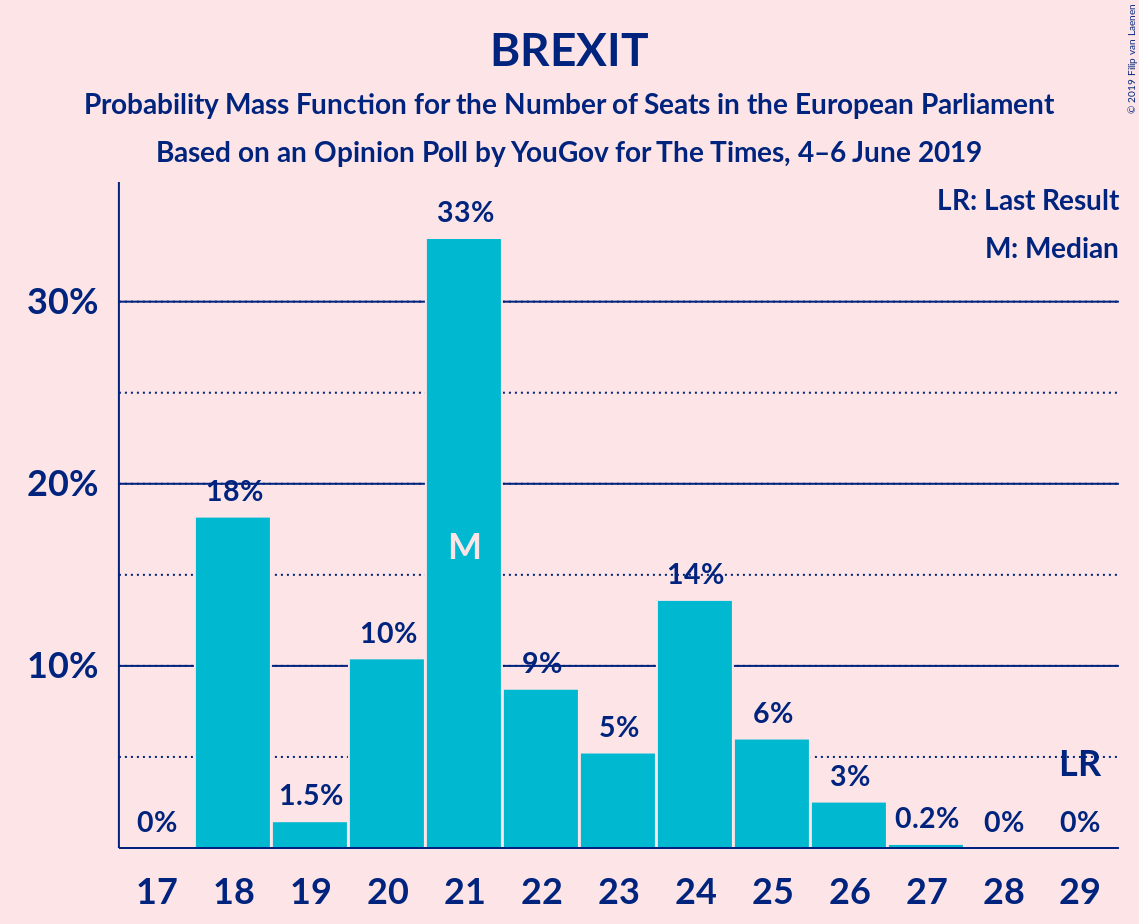 BREXIT
Probability Mass Function for the Number of Seats in the European Parliament
Based on an Opinion Poll by YouGov for The Times, 4–6 June 2019
© 2019 Filip van Laenen
LR: Last Result
M: Median
33%
30%
20%
18%
M
14%
10%
10%
9%
6%
5%
3%
LR
1.5%
0.2%
0%
0%
0%
17 18 19 20 21 22 23 24 25 26 27 28 29